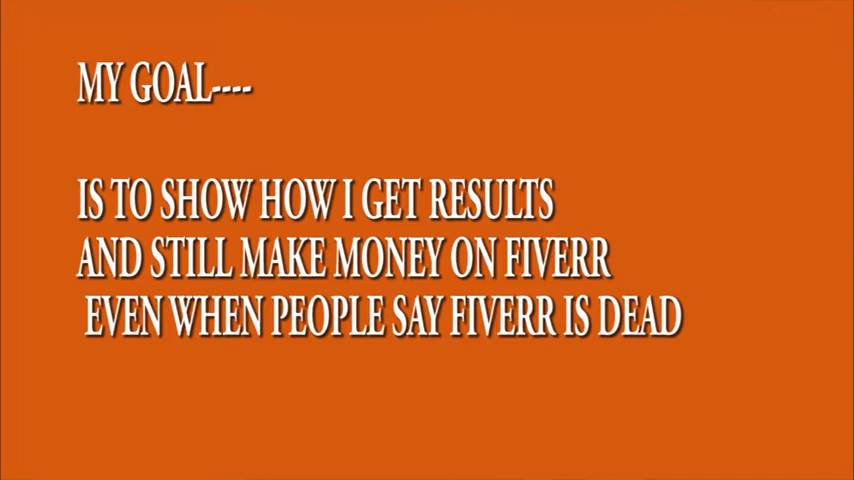 MY GOAL----
IS TO SHOW HOW I GET RESULTS
AND STILL MAKE MONEY ON FIVERR
EVEN WHEN PEOPLE SAY FIVERR IS DEAD